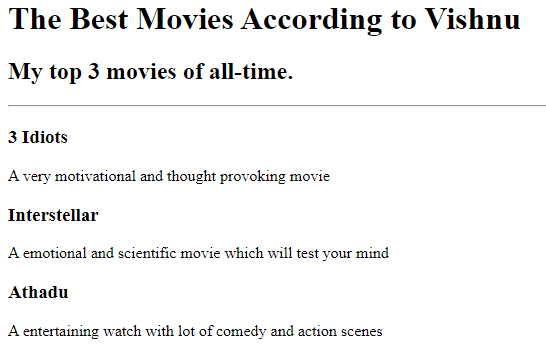 The Best Movies According to Vishnu
My top 3 movies of all-time.
3 Idiots
A very motivational and thought provoking movie
Interstellar
A emotional and scientific movie which will test your mind
Athadu
A entertaining watch with lot of comedy and action scenes